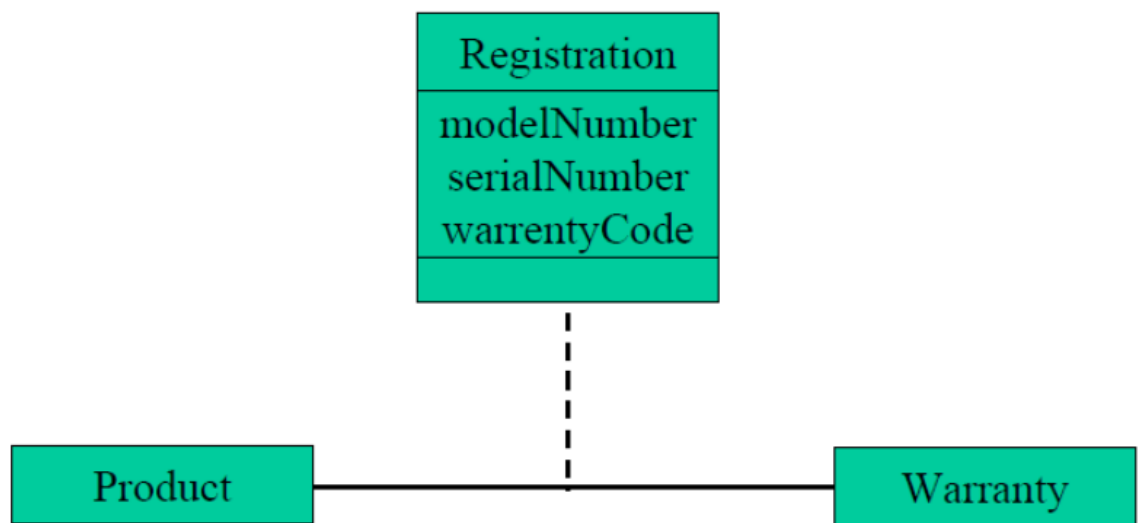 Registration
modelNumber
serialNumber
warrentyCode
Product
Warranty